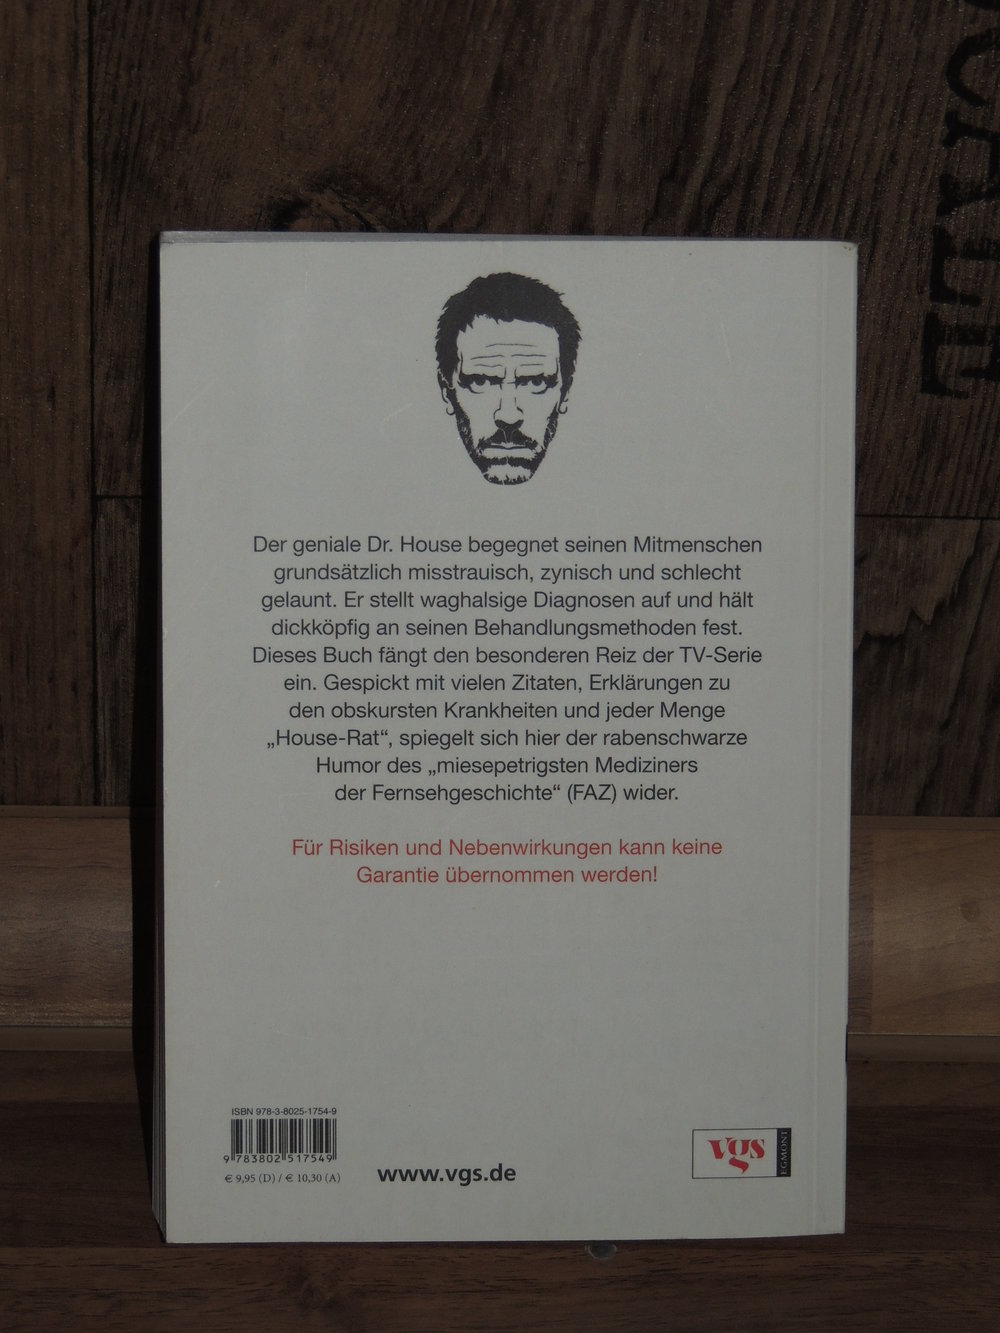 Der geniale Dr. House begegnet seinen Mitmenschen
grundsätzlich misstrauisch, zynisch und schlecht
gelaunt. Er stellt waghalsige Diagnosen auf und hält
dickköpfig an seinen Behandlungsmethoden fest.
Dieses Buch fängt den besonderen Reiz der TV-Serie
ein. Gespickt mit vielen Zitaten, Erklärungen zu
den obskursten Krankheiten und jeder Menge
„House-Rat“, spiegelt sich hier der rabenschwarze
Humor des „miesepetrigsten Mediziners
der Fernsehgeschichte“ (FAZ) wider.
Für Risiken und Nebenwirkungen kann keine
Garantie übernommen werden!
ISBN 978-3-8025-1754-9
9 783802 517549
€ 9,95 (D) / € 10,30 (A)
www.vgs.de
vgs
EGMONT